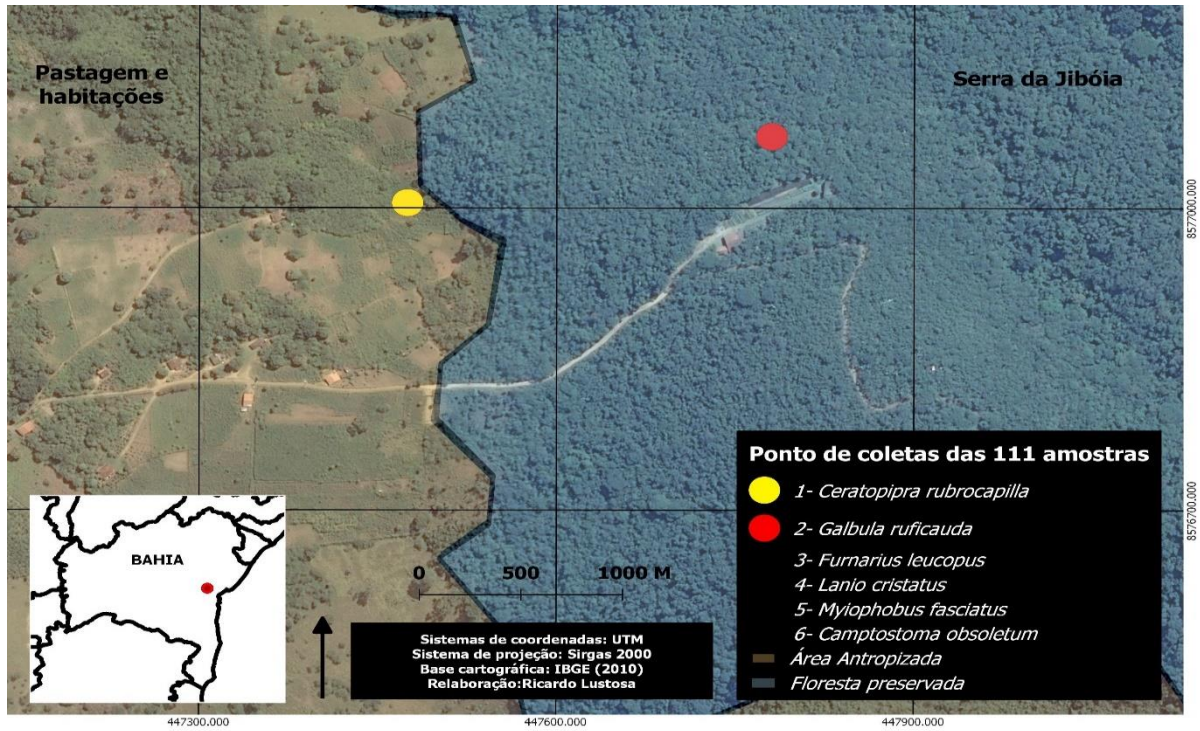 Pastagem e
habitações
Serra da Jibóia
8577000.000
8576700.000
Ponto de coletas das 111 amostras
1- Ceratopipra rubrocapilla
2- Galbula ruficauda
3- Furnarius leucopus
4- Lanio cristatus
5- Myiophobus fasciatus
6- Camptostoma obsoletum
Área Antropizada
Floresta preservada
BAHIA
0 500 1000 M
Sistemas de coordenadas: UTM
Sistema de projeção: Sirgas 2000
Base cartográfica: IBGE (2010)
Relaboração:Ricardo Lustosa
447300.000 447600.000 447900.000